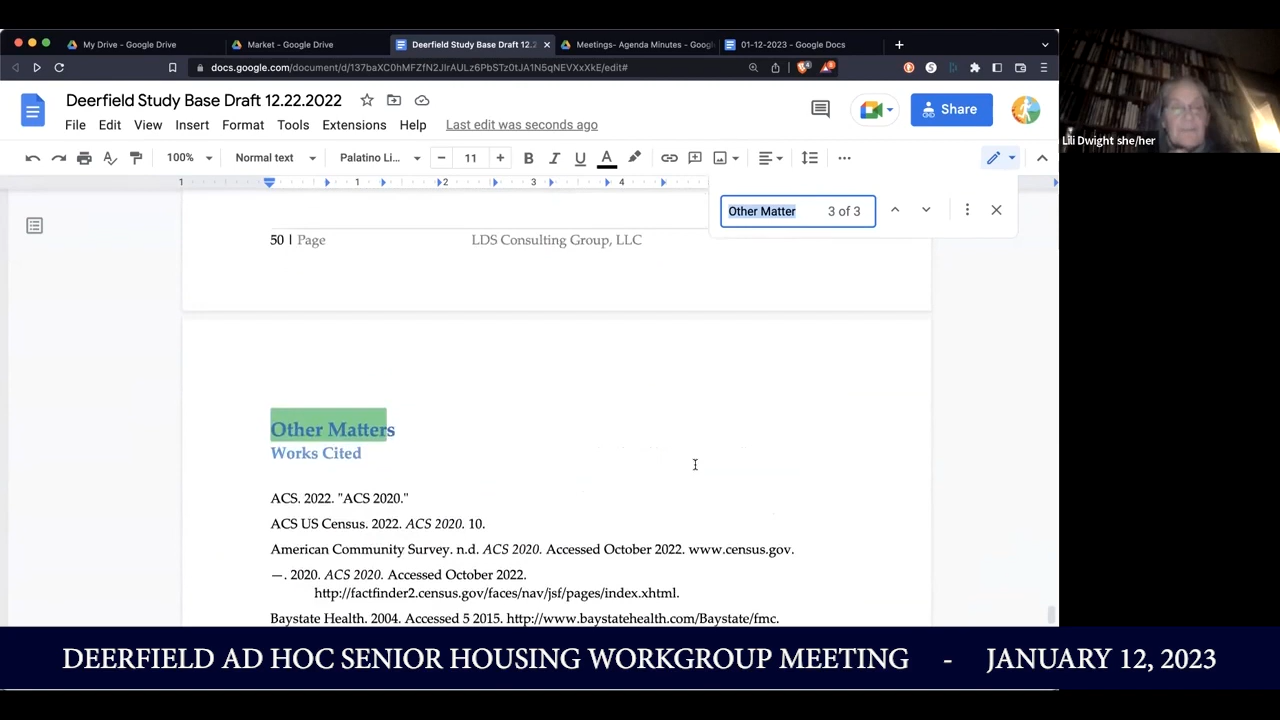 My Drive - Google Drive
Market - Google Drive
Deerfield Study Base Draft 12.2
Meetings- Agenda Minutes - Googl
01-12-2023 - Google Docs
docs.google.com/document/d/137baXC0hMFZfN2JlrAULz6PbSTz0tJA1N5qNEVXxXkE/edit#
Lili Dwight she/her
Deerfield Study Base Draft 12.22.2022
Share
File Edit View Insert Format Tools Extensions Help Last edit was seconds ago
100% Normal text Palatino Li... 11 B I U A
1 1 2 3 4
Other Matter 3 of 3
50 | Page LDS Consulting Group, LLC
Other Matters
Works Cited
ACS. 2022. "ACS 2020."
ACS US Census. 2022. ACS 2020. 10.
American Community Survey. n.d. ACS 2020. Accessed October 2022. www.census.gov.
—. 2020. ACS 2020. Accessed October 2022.
http://factfinder2.census.gov/faces/nav/jsf/pages/index.xhtml.
Baystate Health. 2004. Accessed 5 2015. http://www.baystatehealth.com/Baystate/fmc.
DEERFIELD AD HOC SENIOR HOUSING WORKGROUP MEETING - JANUARY 12, 2023